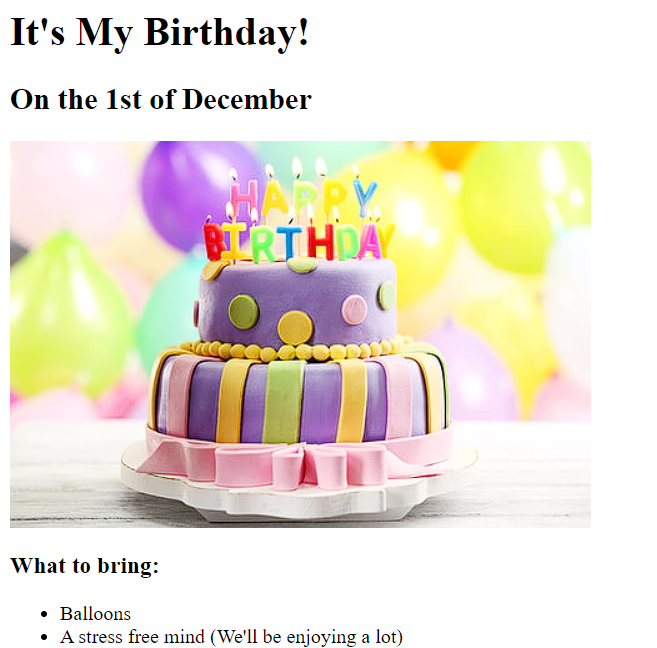 It's My Birthday!
On the 1st of December
HAPPY
BIRTHDAY
What to bring:
Balloons
A stress free mind (We'll be enjoying a lot)